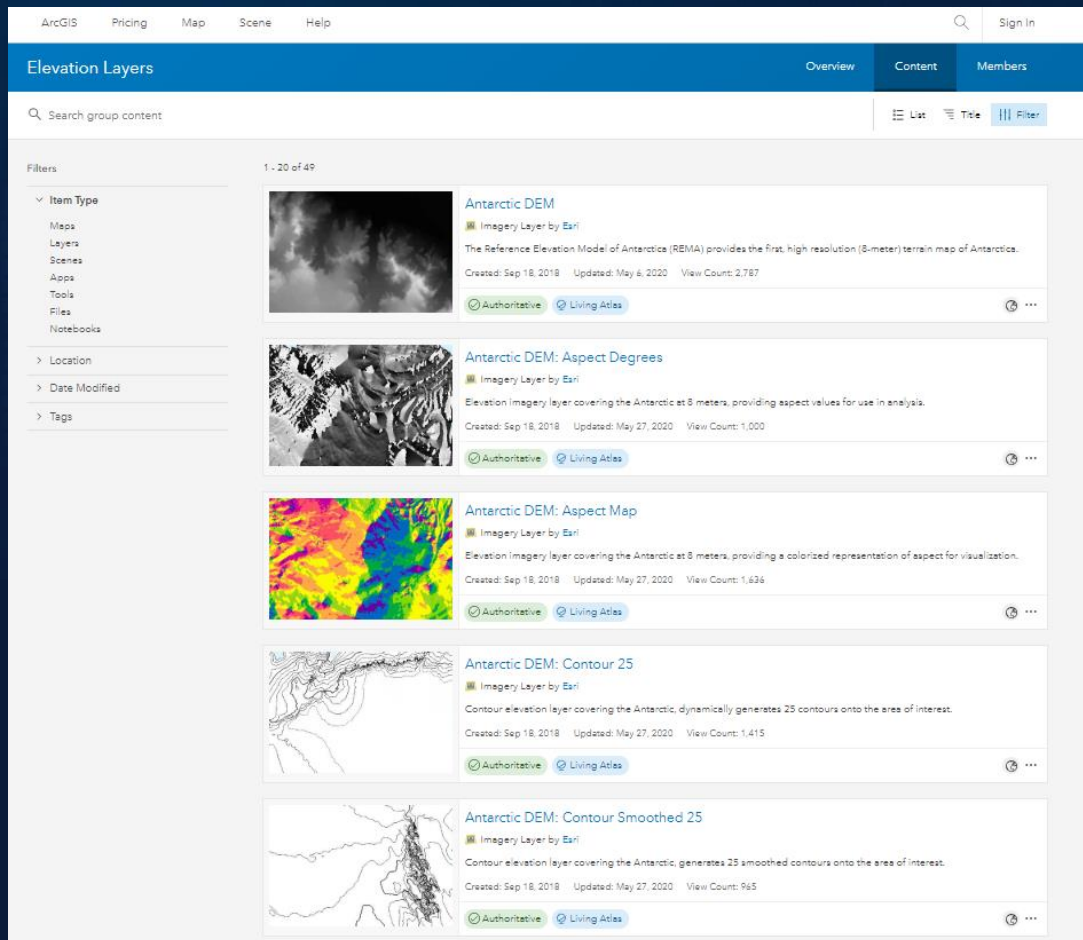 ArcGIS Pricing Map Scene Help Sign In
Elevation Layers Overview Content Members
Search group content List Title Filter
Filters
Item Type
Maps
Layers
Scenes
Apps
Tools
Files
Notebooks
Location
Date Modified
Tags
1 - 20 of 49
Antarctic DEM
Imagery Layer by Esri
The Reference Elevation Model of Antarctica (REMA) provides the first, high resolution (8-meter) terrain map of Antarctica.
Created: Sep 18, 2018 Updated: May 6, 2020 View Count: 2,787
Authoritative Living Atlas
Antarctic DEM: Aspect Degrees
Imagery Layer by Esri
Elevation imagery layer covering the Antarctic at 8 meters, providing aspect values for use in analysis.
Created: Sep 18, 2018 Updated: May 27, 2020 View Count: 1,000
Authoritative Living Atlas
Antarctic DEM: Aspect Map
Imagery Layer by Esri
Elevation imagery layer covering the Antarctic at 8 meters, providing a colorized representation of aspect for visualization.
Created: Sep 18, 2018 Updated: May 27, 2020 View Count: 1,636
Authoritative Living Atlas
Antarctic DEM: Contour 25
Imagery Layer by Esri
Contour elevation layer covering the Antarctic, dynamically generates 25 contours onto the area of interest.
Created: Sep 18, 2018 Updated: May 27, 2020 View Count: 1,415
Authoritative Living Atlas
Antarctic DEM: Contour Smoothed 25
Imagery Layer by Esri
Contour elevation layer covering the Antarctic, generates 25 smoothed contours onto the area of interest.
Created: Sep 18, 2018 Updated: May 27, 2020 View Count: 965
Authoritative Living Atlas